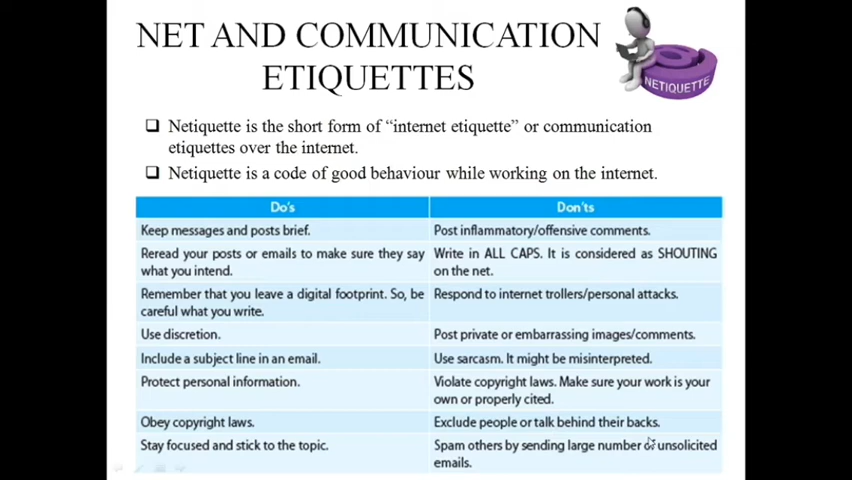 NET AND COMMUNICATION
ETIQUETTES
NETIQUETTE
Netiquette is the short form of “internet etiquette” or communication
etiquettes over the internet.
Netiquette is a code of good behaviour while working on the internet.
Do's
Don'ts
Keep messages and posts brief.
Post inflammatory/offensive comments.
Reread your posts or emails to make sure they say
what you intend.
Write in ALL CAPS. It is considered as SHOUTING
on the net.
Remember that you leave a digital footprint. So, be
careful what you write.
Respond to internet trollers/personal attacks.
Use discretion.
Post private or embarrassing images/comments.
Include a subject line in an email.
Use sarcasm. It might be misinterpreted.
Protect personal information.
Violate copyright laws. Make sure your work is your
own or properly cited.
Obey copyright laws.
Exclude people or talk behind their backs.
Stay focused and stick to the topic.
Spam others by sending large number of unsolicited
emails.